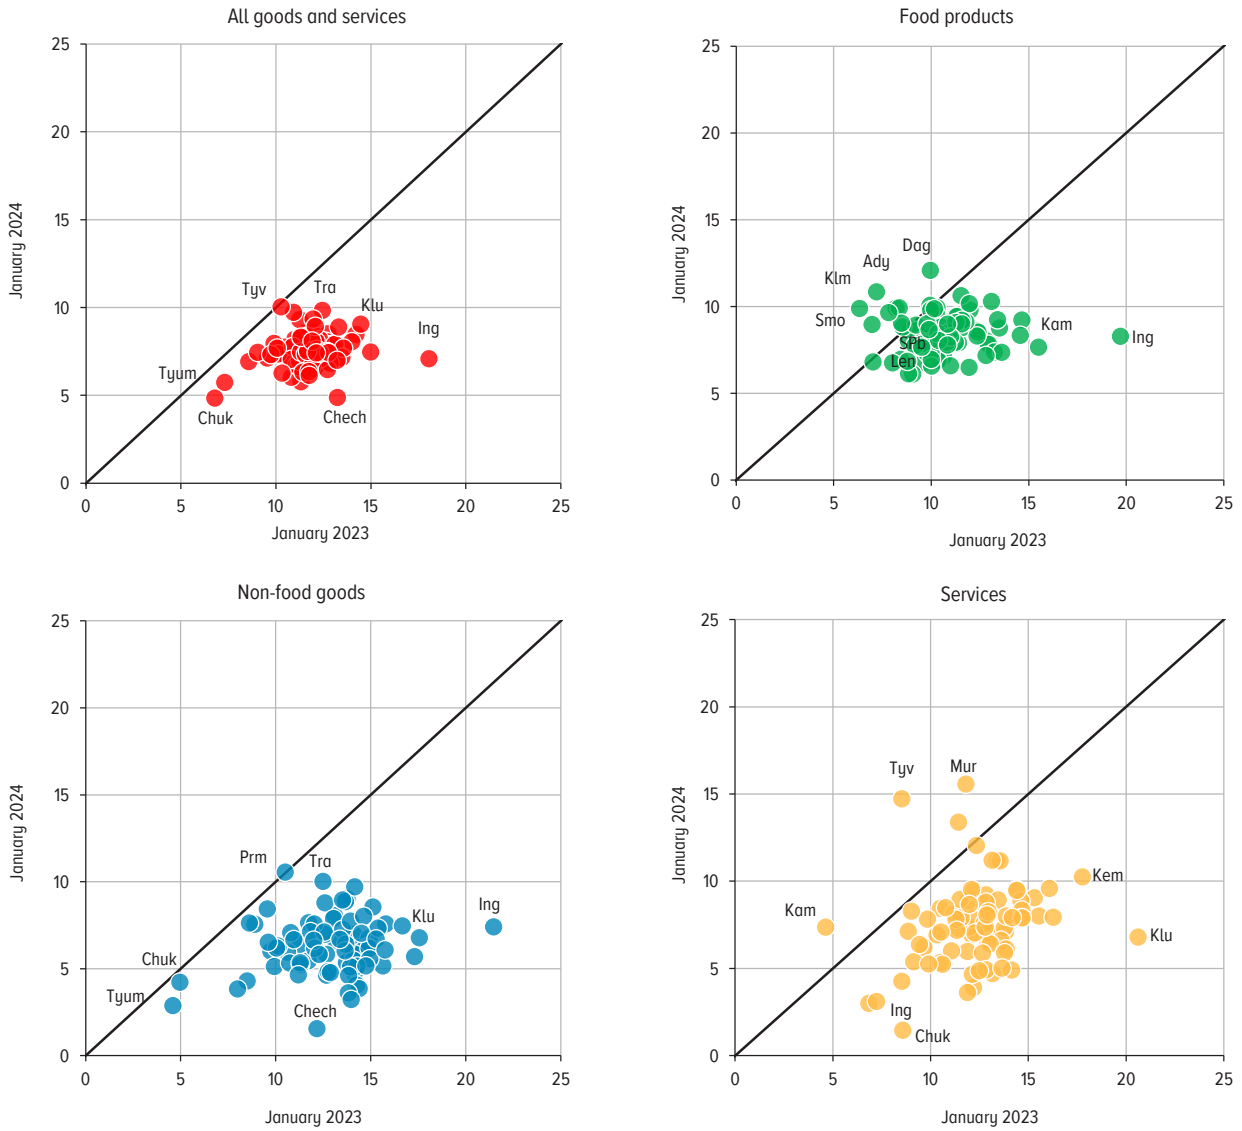 All goods and services
25
20
15
10
5
0
0
5
10
15
20
25
January 2024
January 2023
Tyv
Tra
Klu
Ing
Tyum
Chuk
Chech
Food products
25
20
15
10
5
0
0
5
10
15
20
25
January 2024
January 2023
Dag
Ady
Klm
Smo
Kam
Ing
SPb
Len
Non-food goods
25
20
15
10
5
0
0
5
10
15
20
25
January 2024
January 2023
Prm
Tra
Ing
Klu
Chuk
Tyum
Chech
Services
25
20
15
10
5
0
0
5
10
15
20
25
January 2024
January 2023
Tyv
Mur
Kem
Kam
Klu
Ing
Chuk